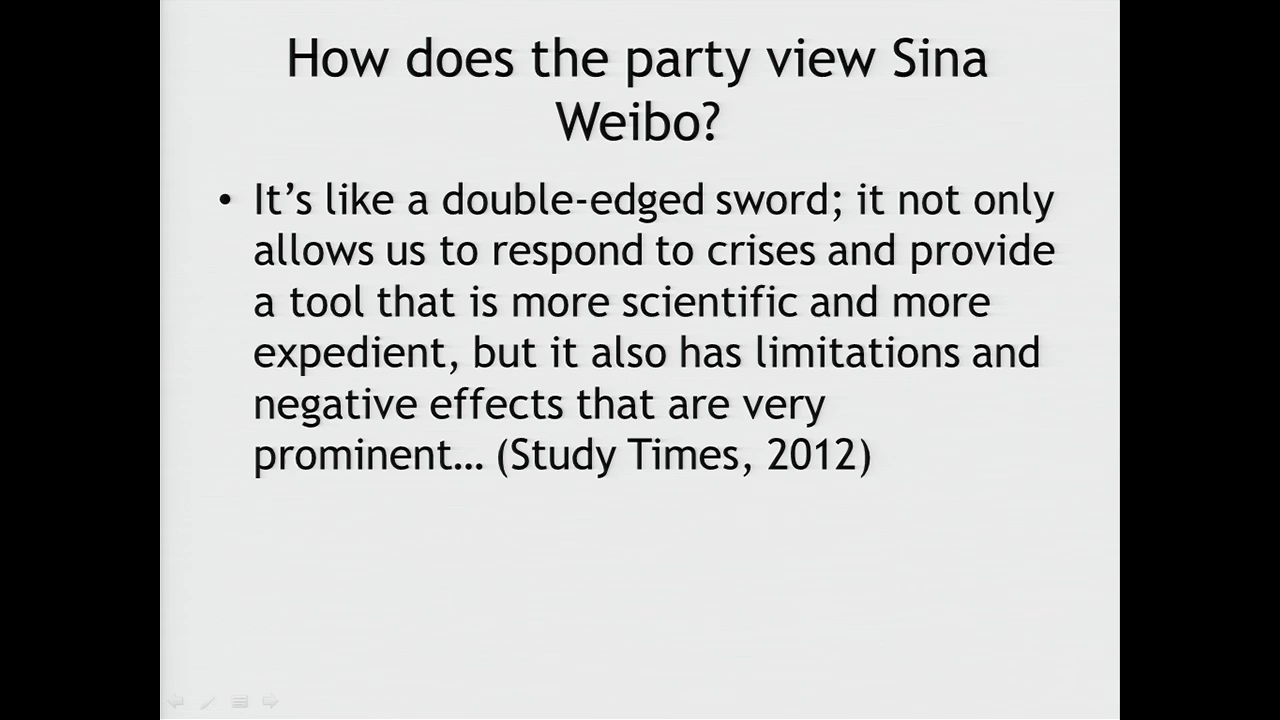 How does the party view Sina
Weibo?
• It’s like a double-edged sword; it not only
allows us to respond to crises and provide
a tool that is more scientific and more
expedient, but it also has limitations and
negative effects that are very
prominent… (Study Times, 2012)